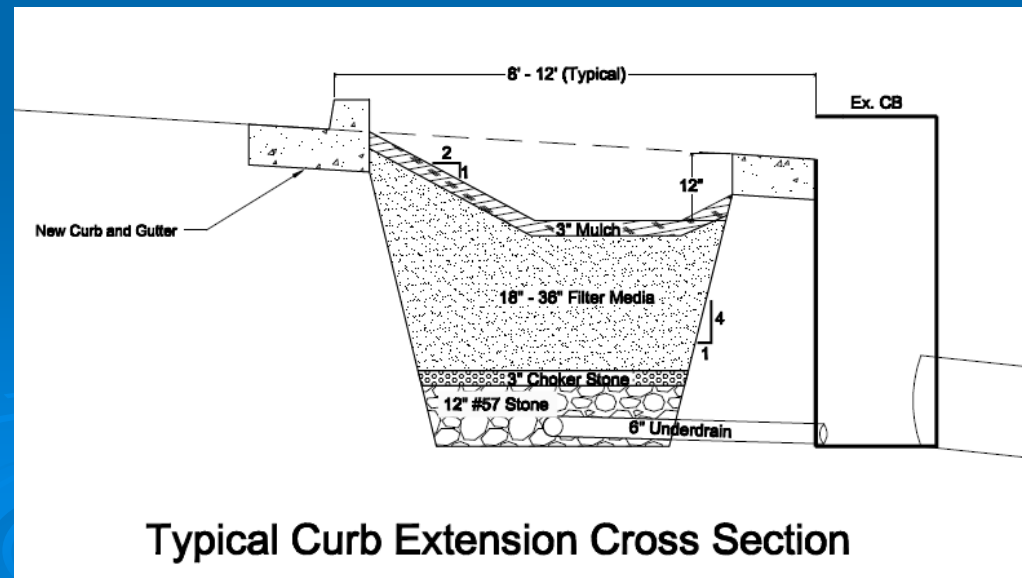 8' - 12' (Typical)
Ex. CB
2
1
12"
New Curb and Gutter
3" Mulch
18" - 36" Filter Media
4
1
3" Choker Stone
12" #57 Stone
6" Underdrain
Typical Curb Extension Cross Section